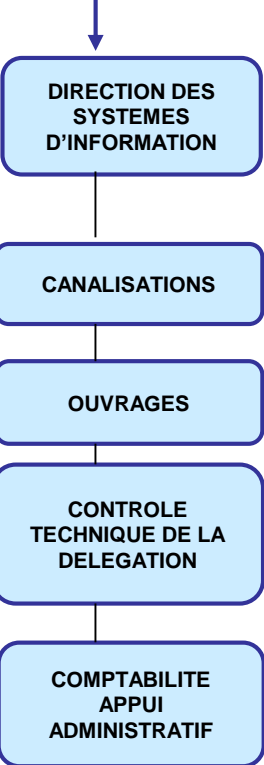 DIRECTION DES
SYSTEMES
D'INFORMATION
CANALISATIONS
OUVRAGES
CONTROLE
TECHNIQUE DE LA
DELEGATION
COMPTABILITE
APPUI
ADMINISTRATIF